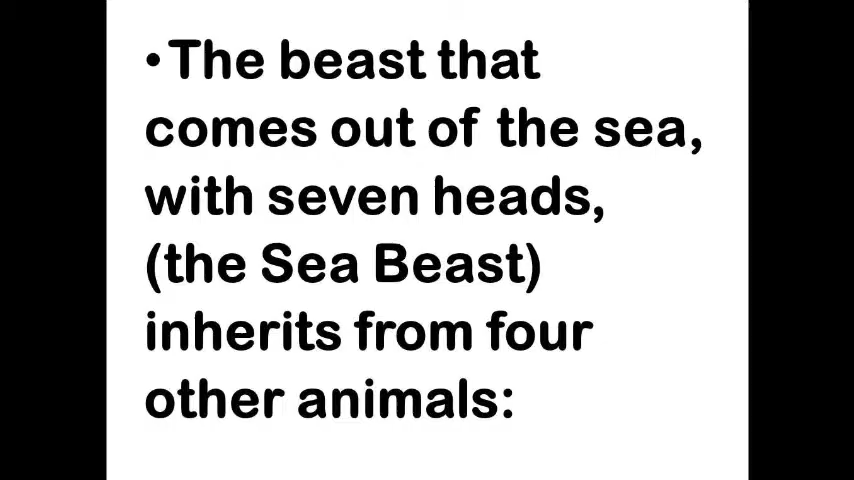 •The beast that
comes out of the sea,
with seven heads,
(the Sea Beast)
inherits from four
other animals: